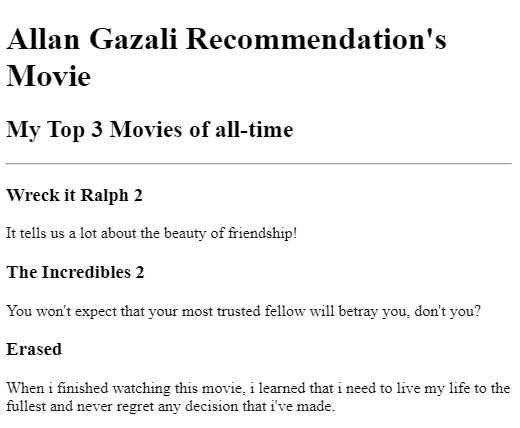 Allan Gazali Recommendation's
Movie
My Top 3 Movies of all-time
Wreck it Ralph 2
It tells us a lot about the beauty of friendship!
The Incredibles 2
You won't expect that your most trusted fellow will betray you, don't you?
Erased
When i finished watching this movie, i learned that i need to live my life to the
fullest and never regret any decision that i've made.